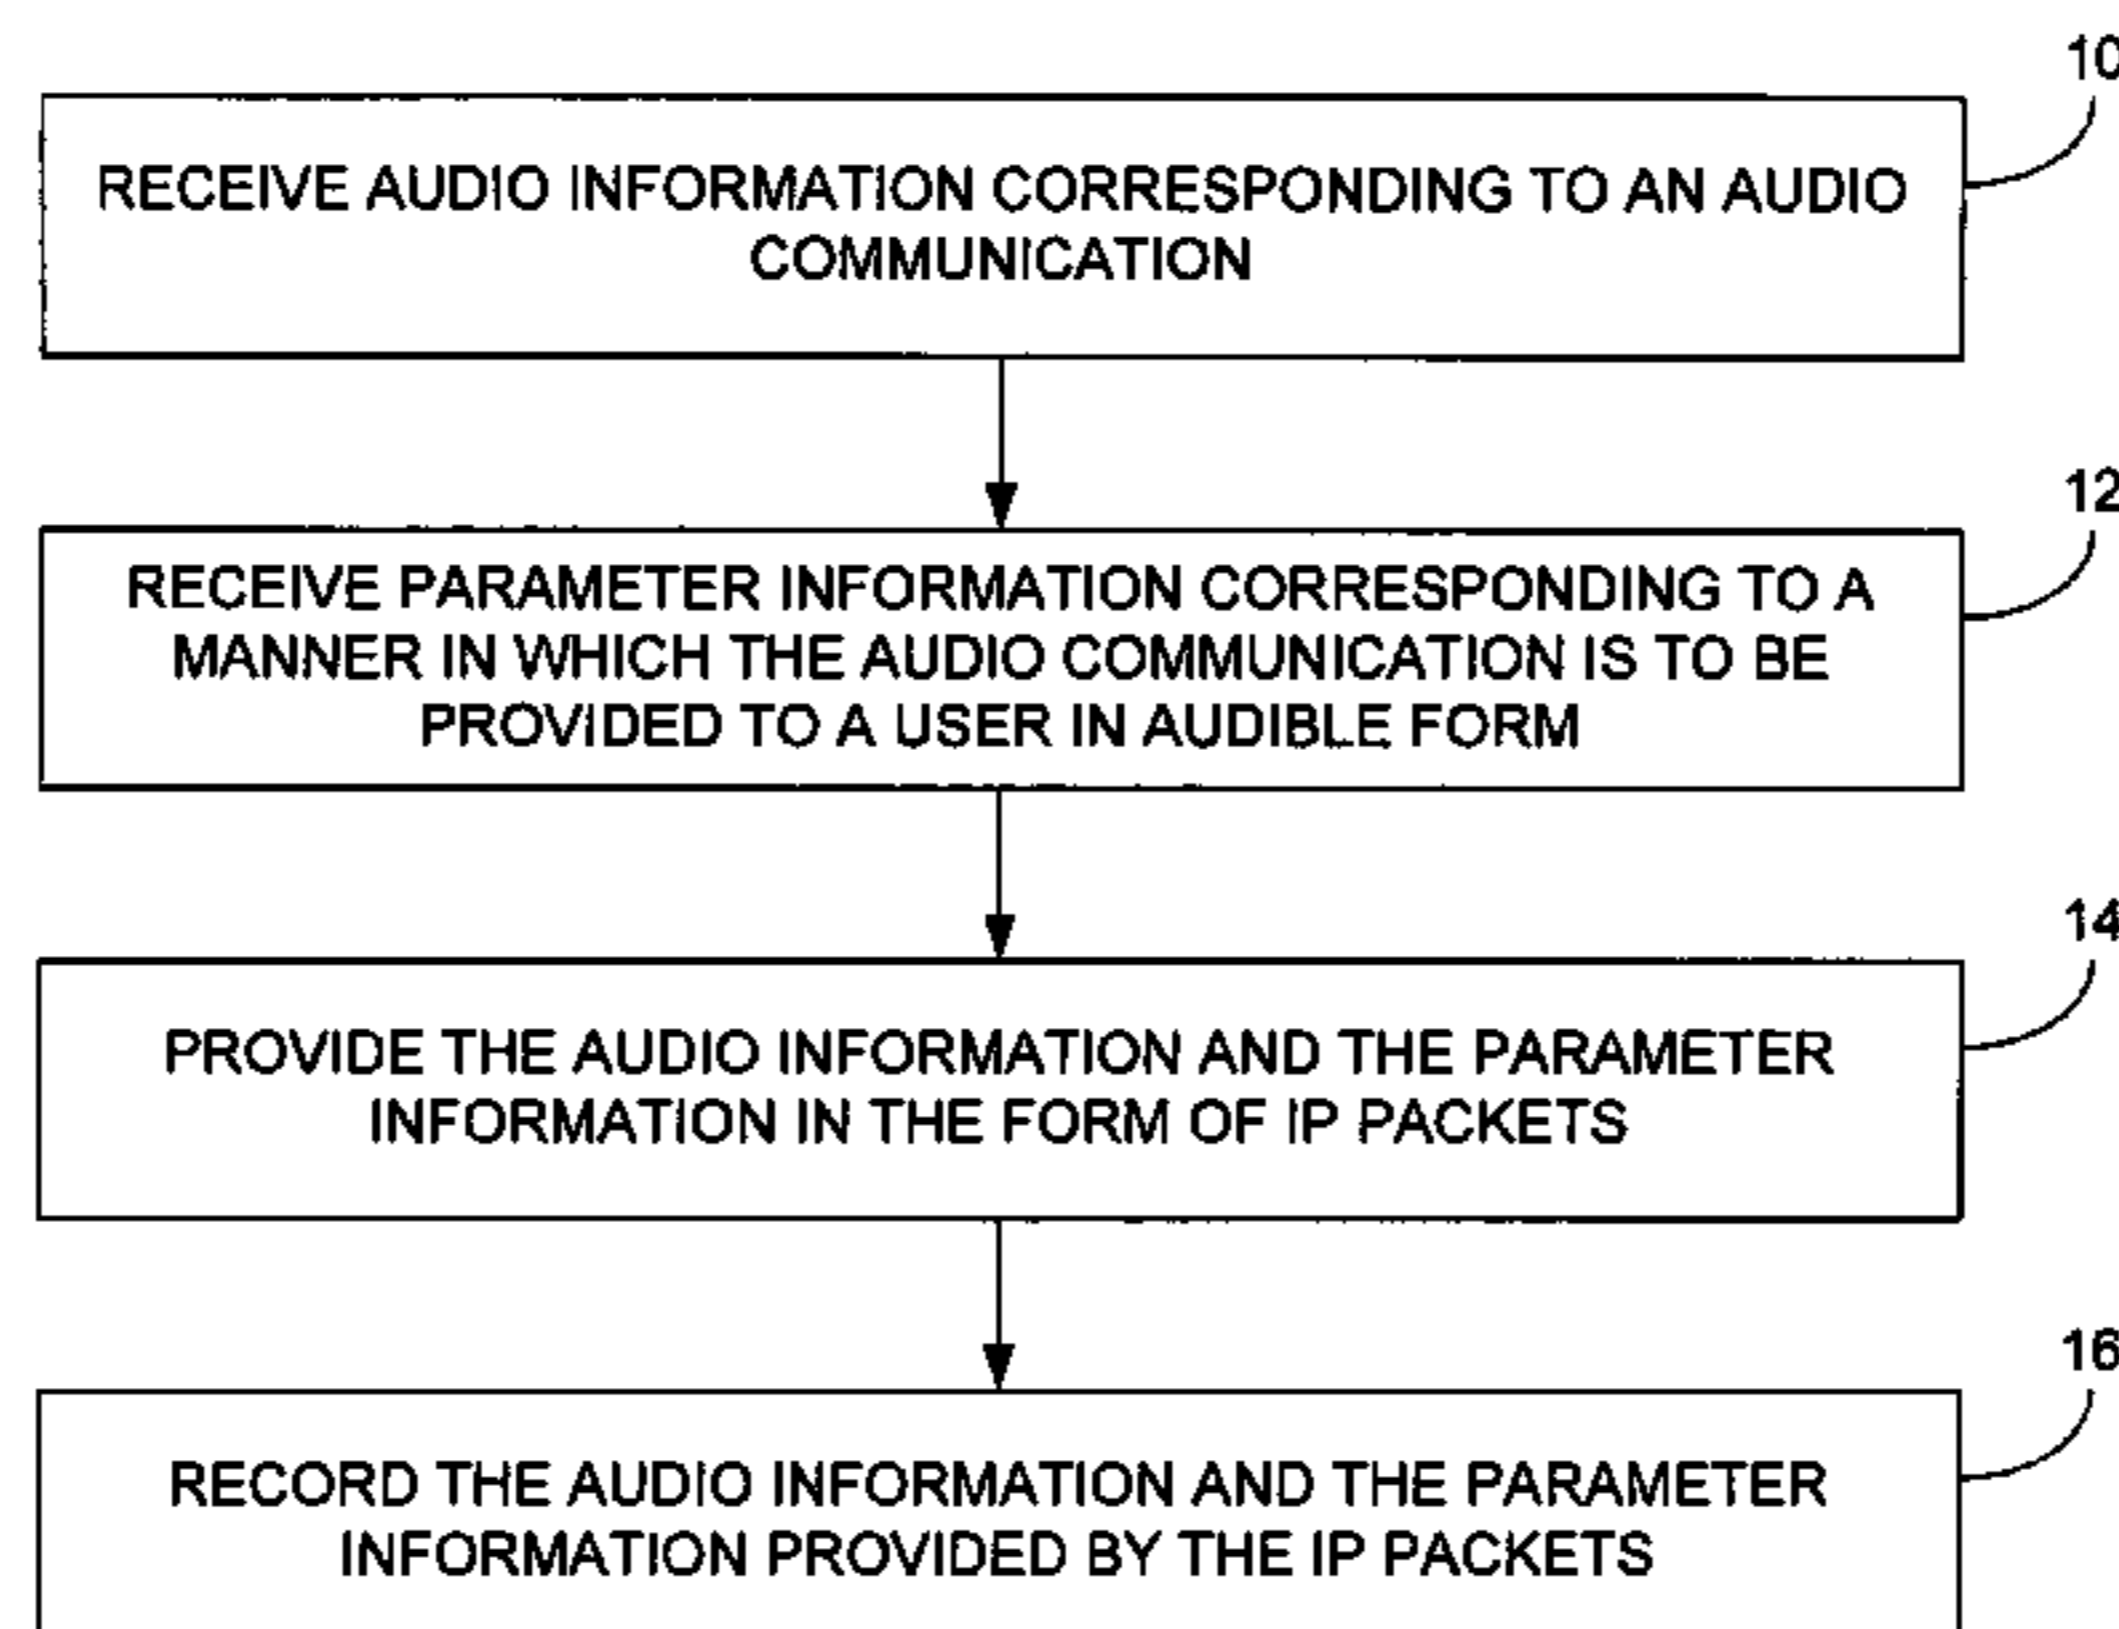 10
RECEIVE AUDIO INFORMATION CORRESPONDING TO AN AUDIO
COMMUNICATION
12
RECEIVE PARAMETER INFORMATION CORRESPONDING TO A
MANNER IN WHICH THE AUDIO COMMUNICATION IS TO BE
PROVIDED TO A USER IN AUDIBLE FORM
14
PROVIDE THE AUDIO INFORMATION AND THE PARAMETER
INFORMATION IN THE FORM OF IP PACKETS
16
RECORD THE AUDIO INFORMATION AND THE PARAMETER
INFORMATION PROVIDED BY THE IP PACKETS